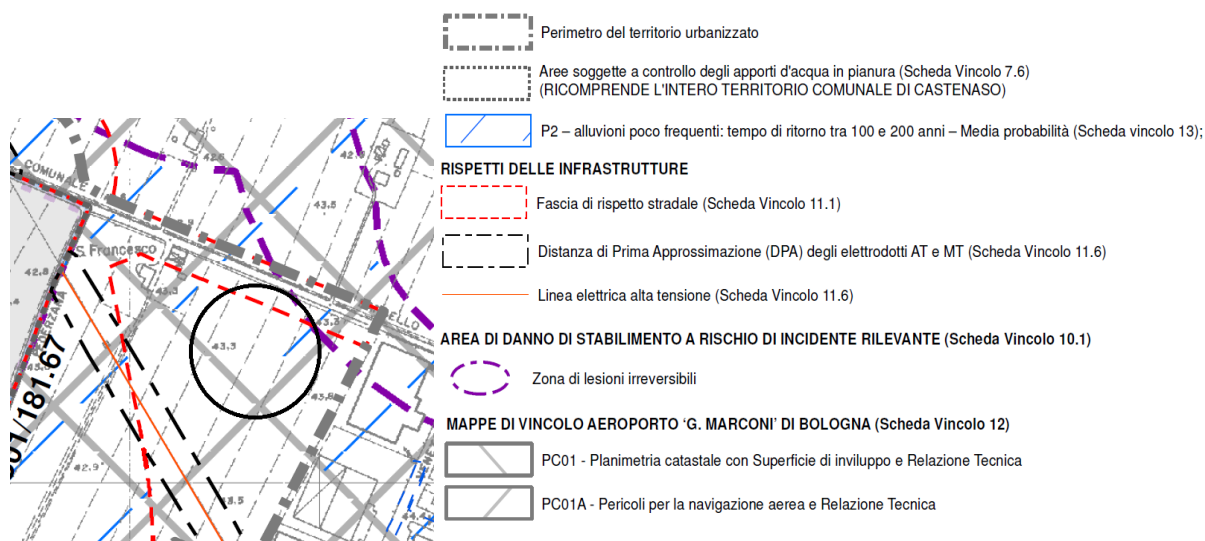 Perimetro del territorio urbanizzato
Aree soggette a controllo degli apporti d'acqua in pianura (Scheda Vincolo 7.6)
(RICOMPRENDE L'INTERO TERRITORIO COMUNALE DI CASTENASO)
P2 – alluvioni poco frequenti: tempo di ritorno tra 100 e 200 anni – Media probabilità (Scheda vincolo 13);
RISPETTI DELLE INFRASTRUTTURE
Fascia di rispetto stradale (Scheda Vincolo 11.1)
Distanza di Prima Approssimazione (DPA) degli elettrodotti AT e MT (Scheda Vincolo 11.6)
Linea elettrica alta tensione (Scheda Vincolo 11.6)
AREA DI DANNO DI STABILIMENTO A RISCHIO DI INCIDENTE RILEVANTE (Scheda Vincolo 10.1)
Zona di lesioni irreversibili
MAPPE DI VINCOLO AEROPORTO ‘G. MARCONI’ DI BOLOGNA (Scheda Vincolo 12)
PC01 - Planimetria catastale con Superficie di inviluppo e Relazione Tecnica
PC01A - Pericoli per la navigazione aerea e Relazione Tecnica
COMUNALE
S. Francesco
43.5
42.8
43.3
42.9
43.5
01/181.67